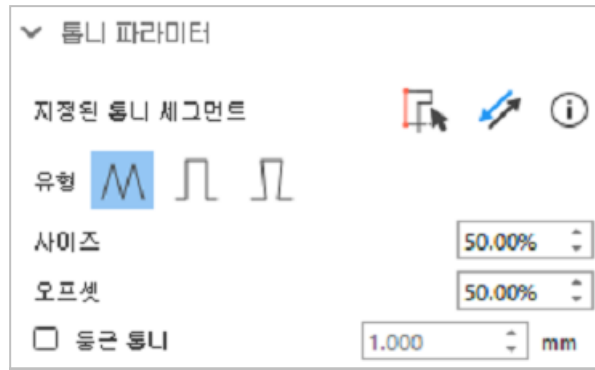 톱니 파라미터
지정된 톱니 세그먼트
유형
사이즈 50.00%
오프셋 50.00%
둥근 톱니 1.000 mm